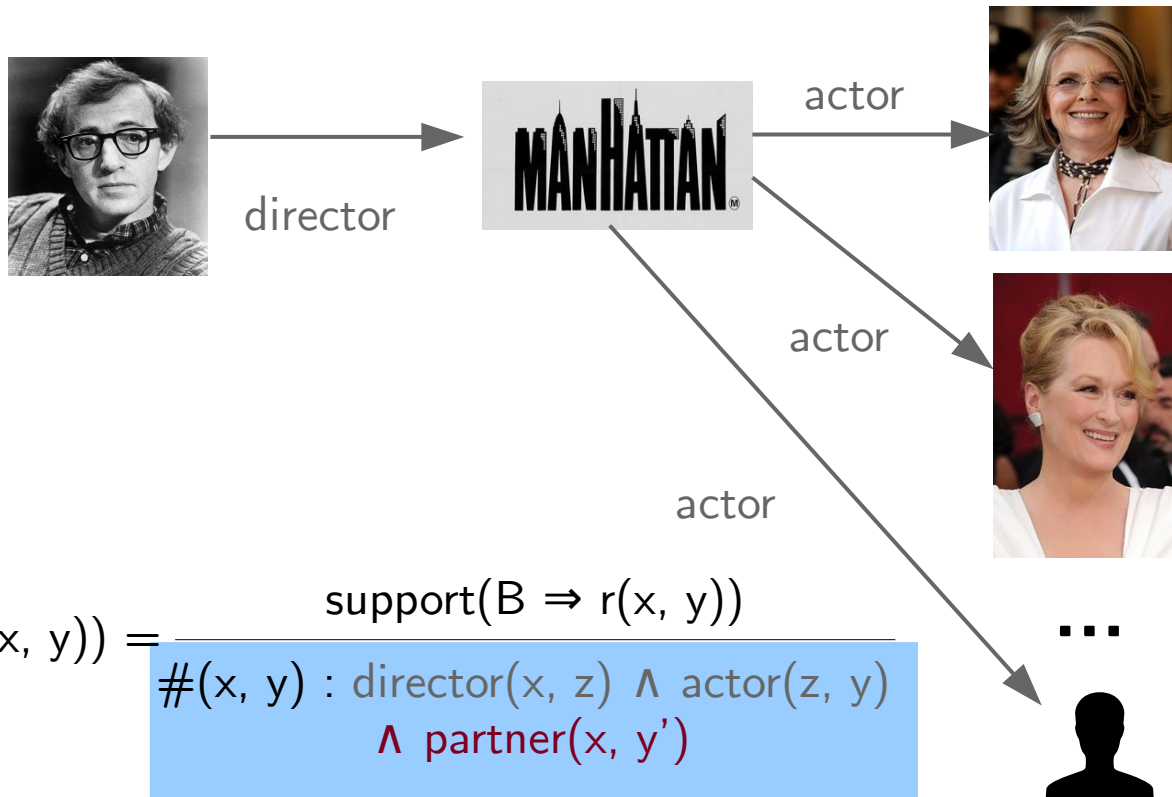 actor
director
MANHATTAN
M
actor
actor
support(B ⇒ r(x, y))
x, y)) =
...
#(x, y) : director(x, z) ∧ actor(z, y)
∧ partner(x, y’)